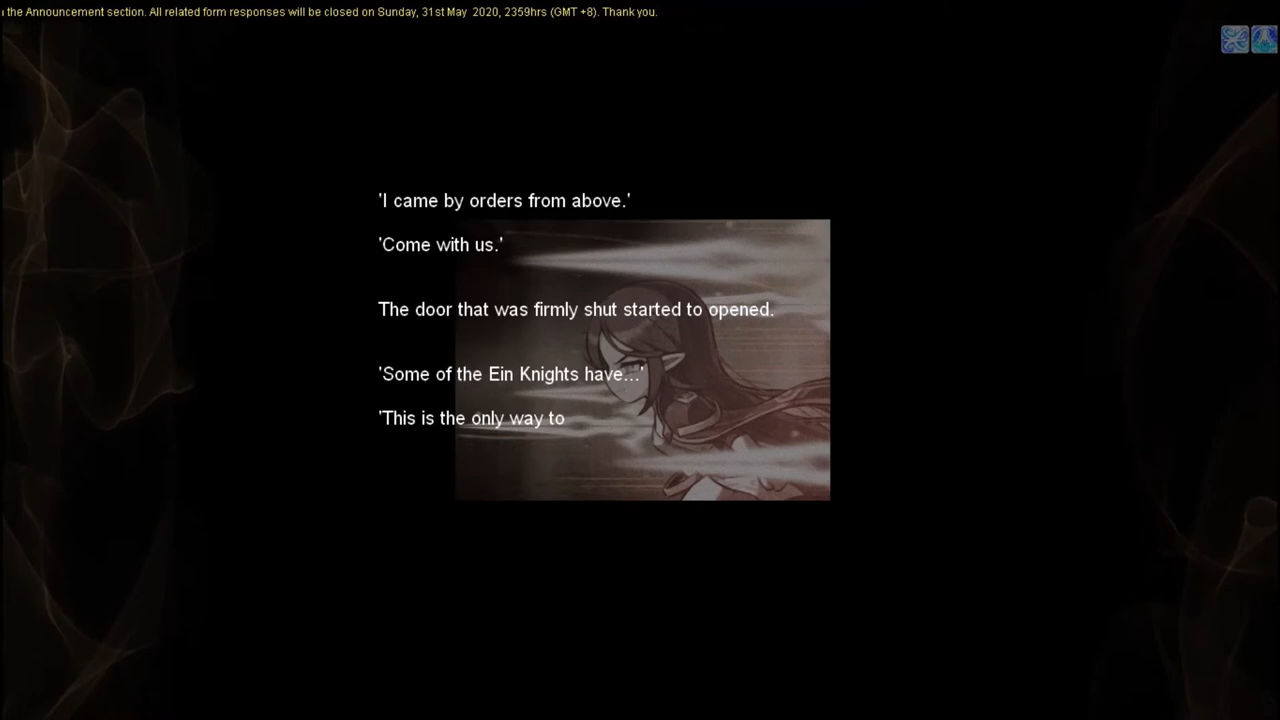 the Announcement section. All related form responses will be closed on Sunday, 31st May 2020, 2359hrs (GMT +8). Thank you.
'I came by orders from above.'
'Come with us.'
The door that was firmly shut started to opened.
'Some of the Ein Knights have...'
'This is the only way to